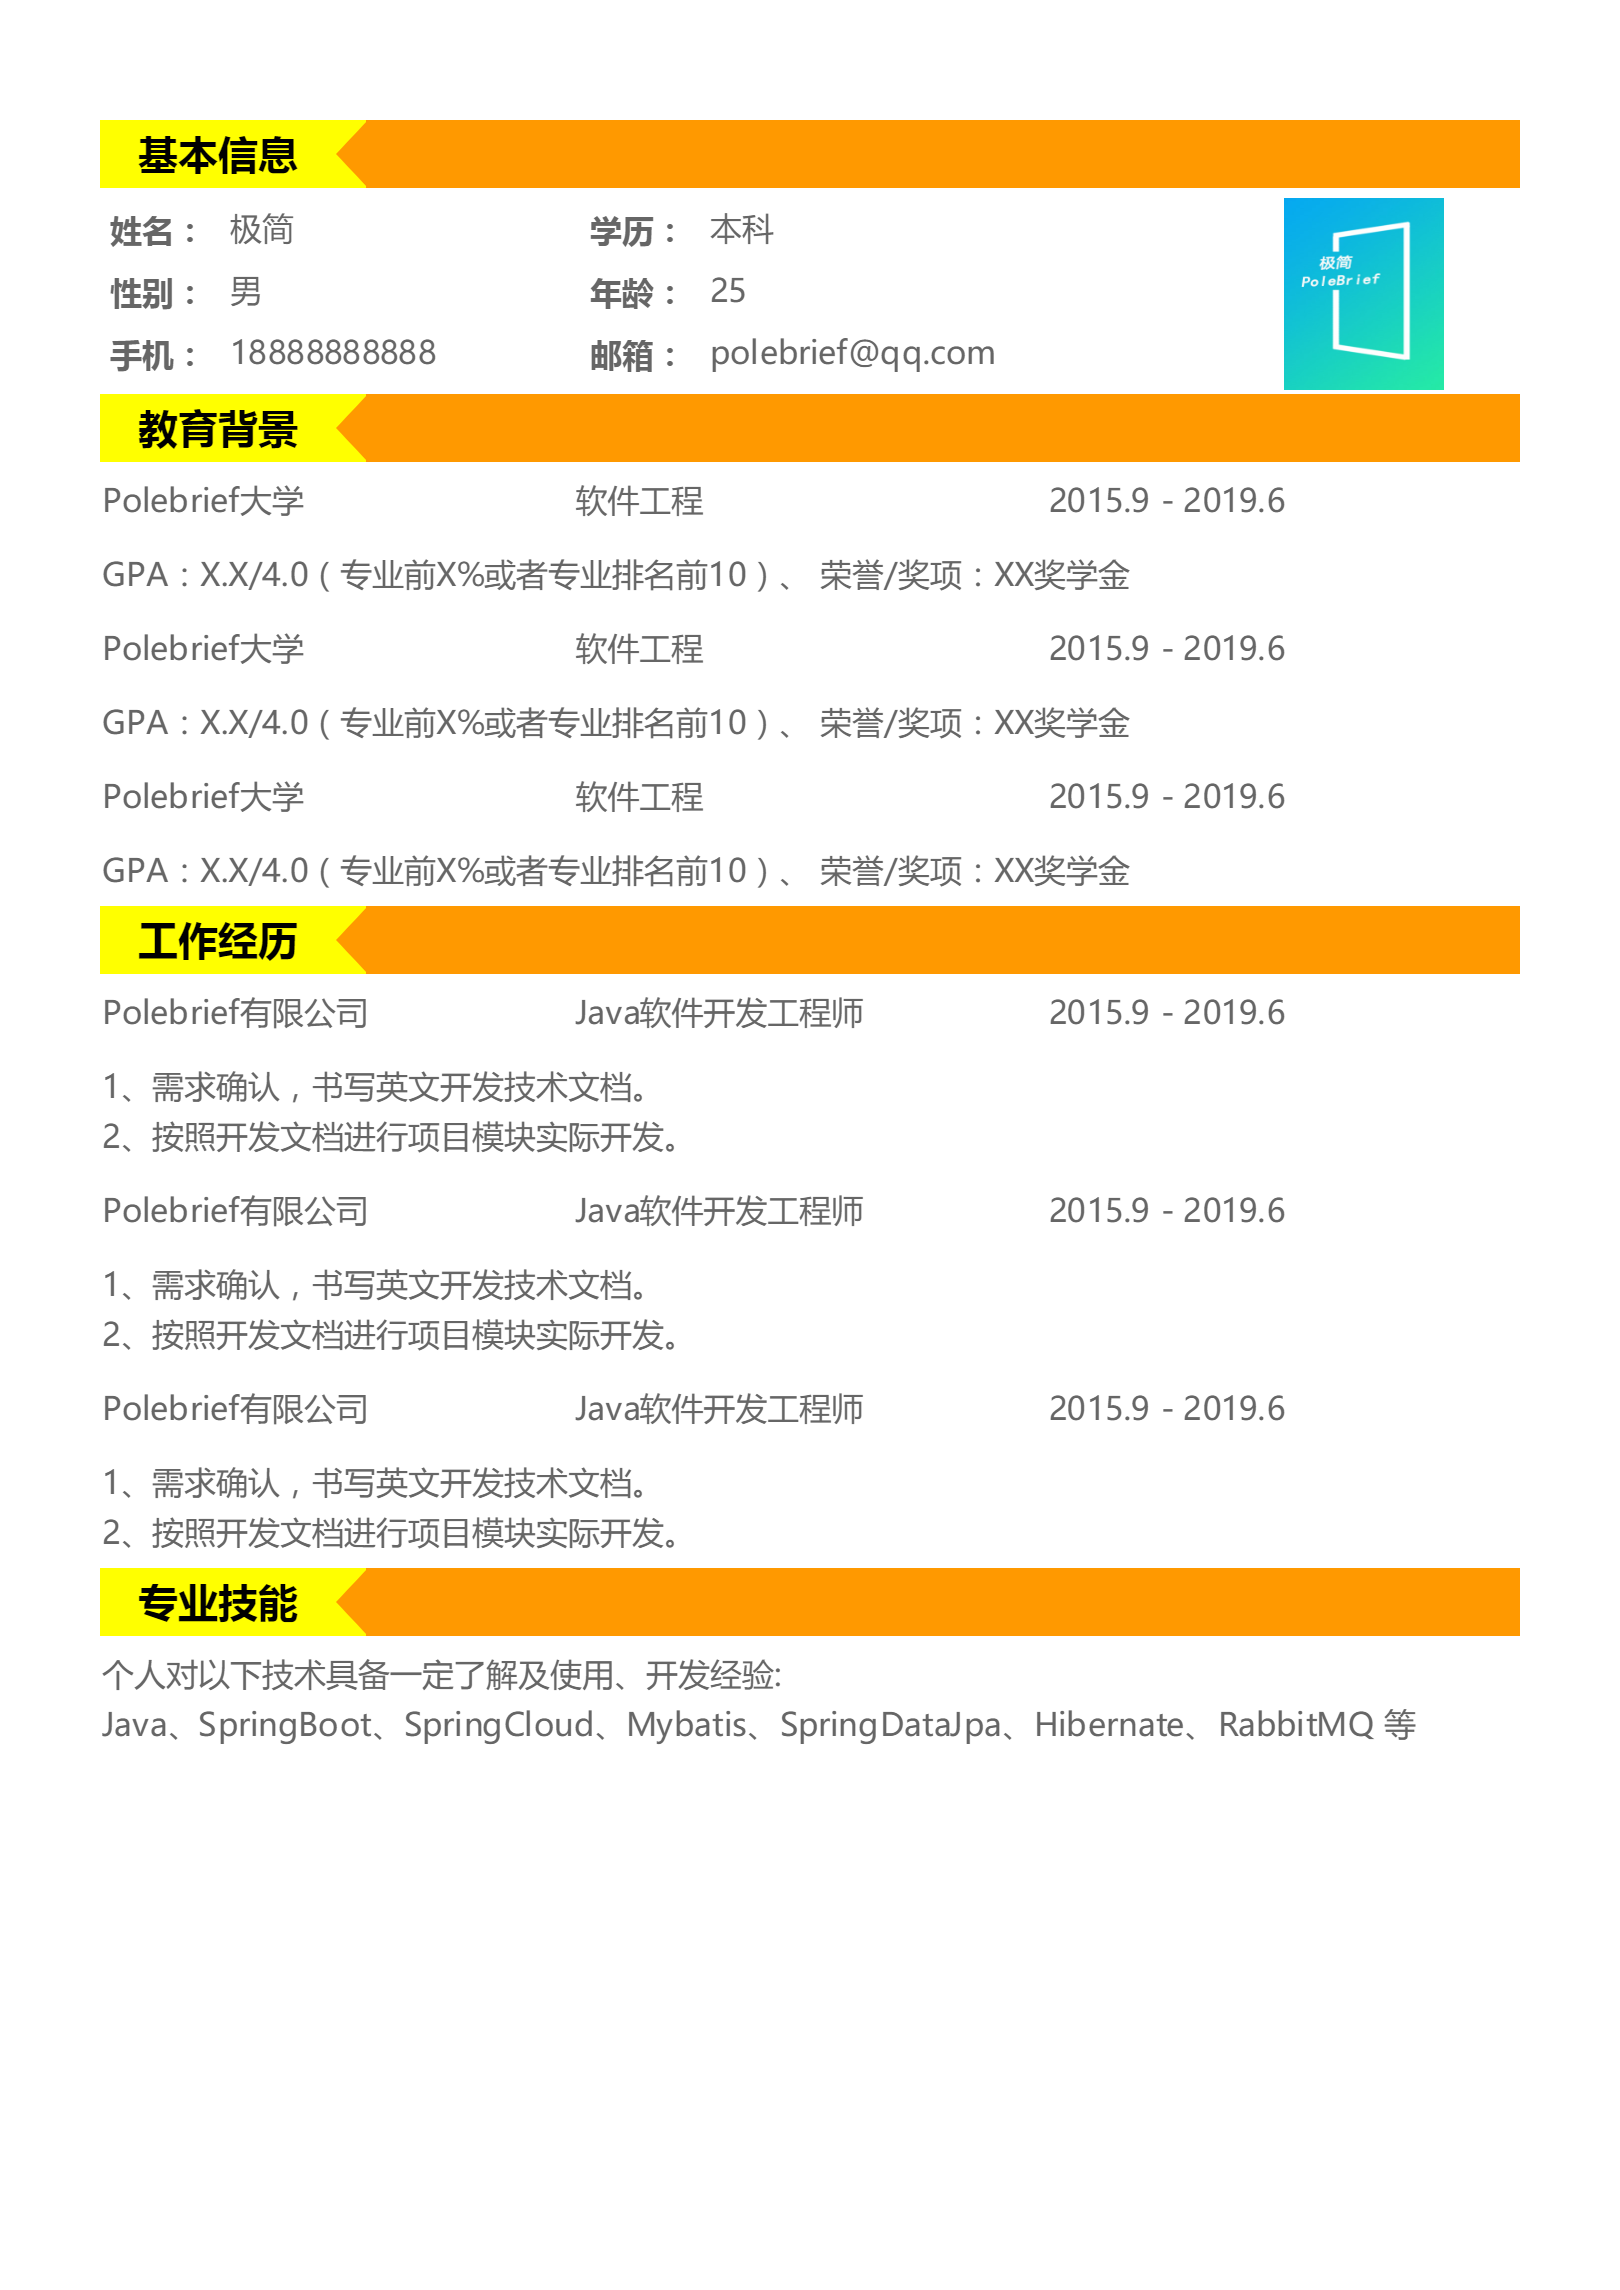 基本信息
姓名： 极简 学历： 本科
性别： 男 年龄： 25
手机： 18888888888 邮箱： polebrief@qq.com
极简
PoleBrief
教育背景
Polebrief大学 软件工程 2015.9 - 2019.6
GPA：X.X/4.0（专业前X%或者专业排名前10）、 荣誉/奖项：XX奖学金
Polebrief大学 软件工程 2015.9 - 2019.6
GPA：X.X/4.0（专业前X%或者专业排名前10）、 荣誉/奖项：XX奖学金
Polebrief大学 软件工程 2015.9 - 2019.6
GPA：X.X/4.0（专业前X%或者专业排名前10）、 荣誉/奖项：XX奖学金
工作经历
Polebrief有限公司 Java软件开发工程师 2015.9 - 2019.6
1、需求确认，书写英文开发技术文档。
2、按照开发文档进行项目模块实际开发。
Polebrief有限公司 Java软件开发工程师 2015.9 - 2019.6
1、需求确认，书写英文开发技术文档。
2、按照开发文档进行项目模块实际开发。
Polebrief有限公司 Java软件开发工程师 2015.9 - 2019.6
1、需求确认，书写英文开发技术文档。
2、按照开发文档进行项目模块实际开发。
专业技能
个人对以下技术具备一定了解及使用、开发经验:
Java、SpringBoot、SpringCloud、Mybatis、SpringDataJpa、Hibernate、RabbitMQ 等